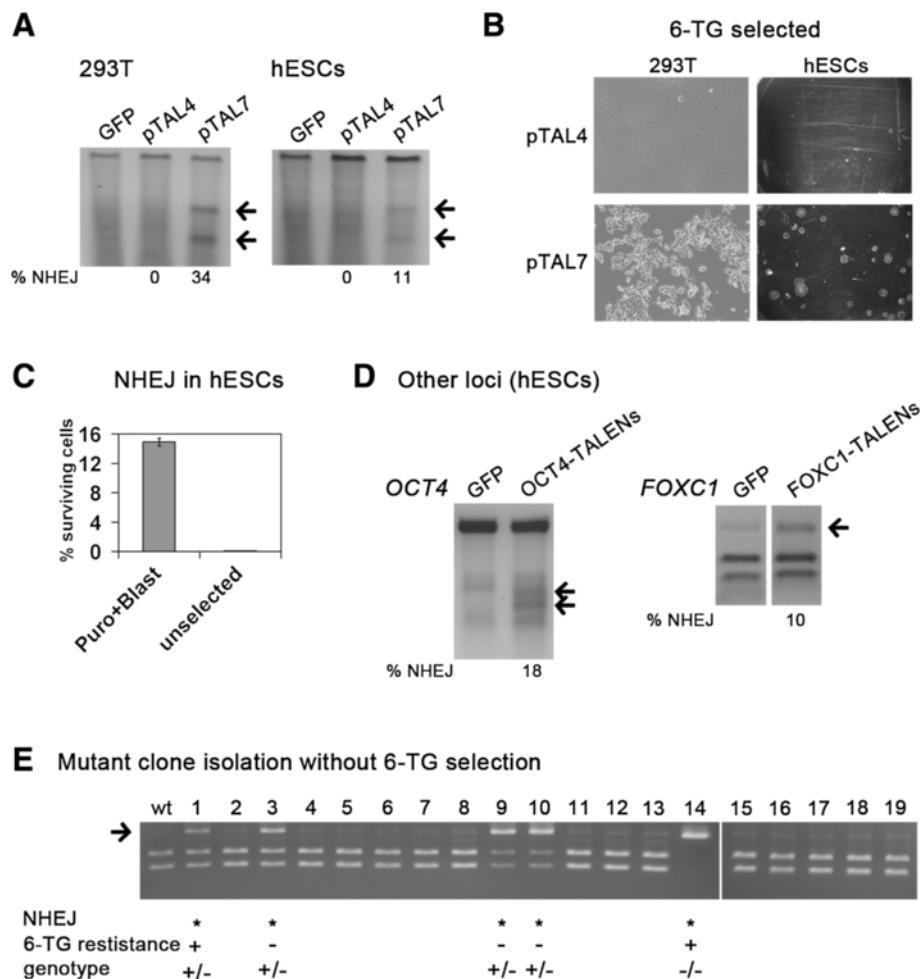 A
293T
hESCs
GFP pTAL4 pTAL7 GFP pTAL4 pTAL7
% NHEJ 0 34 0 11
B
6-TG selected
293T hESCs
pTAL4
pTAL7
C NHEJ in hESCs
% surviving cells
16
12
8
4
0
Puro+Blast
unselected
D Other loci (hESCs)
OCT4 GFP OCT4-TALENs
% NHEJ 18
FOXC1 GFP FOXC1-TALENs
% NHEJ 10
E Mutant clone isolation without 6-TG selection
wt 1 2 3 4 5 6 7 8 9 10 11 12 13 14 15 16 17 18 19
NHEJ * * * * *
6-TG restistance + - - - +
genotype +/- +/- +/- +/- -/-